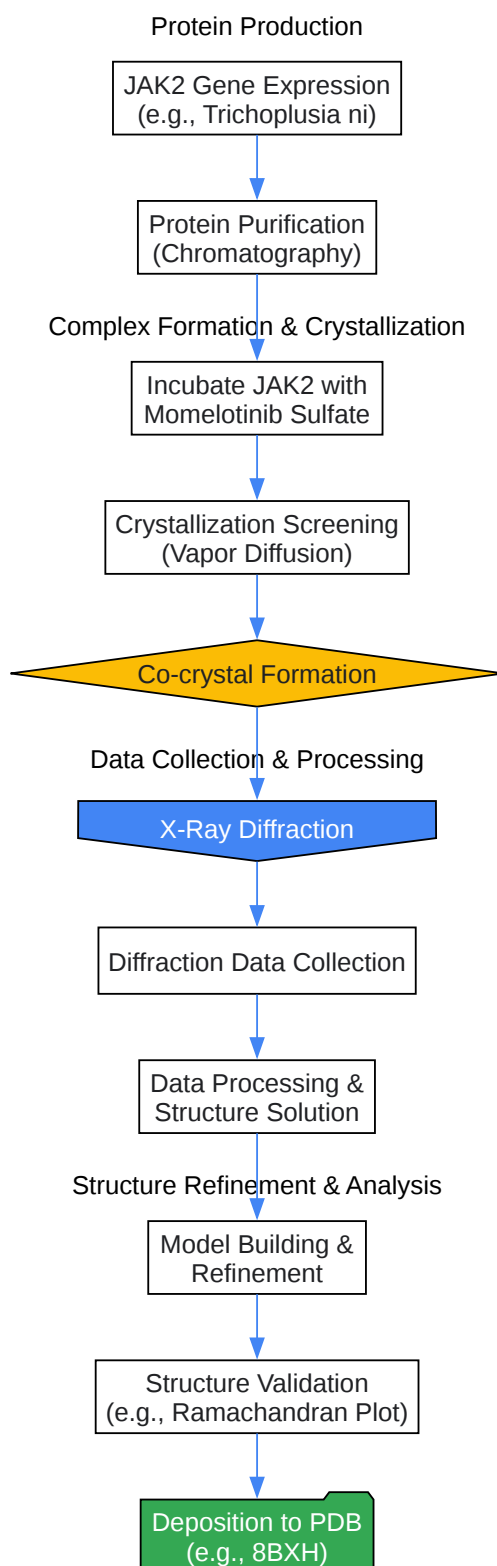 Protein Production
JAK2 Gene Expression
(e.g., Trichoplusia ni)
Protein Purification
(Chromatography)
Complex Formation & Crystallization
Incubate JAK2 with
Momelotinib Sulfate
Crystallization Screening
(Vapor Diffusion)
Co-crystal Formation
Data Collection & Processing
X-Ray Diffraction
Diffraction Data Collection
Data Processing &
Structure Solution
Structure Refinement & Analysis
Model Building &
Refinement
Structure Validation
(e.g., Ramachandran Plot)
Deposition to PDB
(e.g., 8BXH)